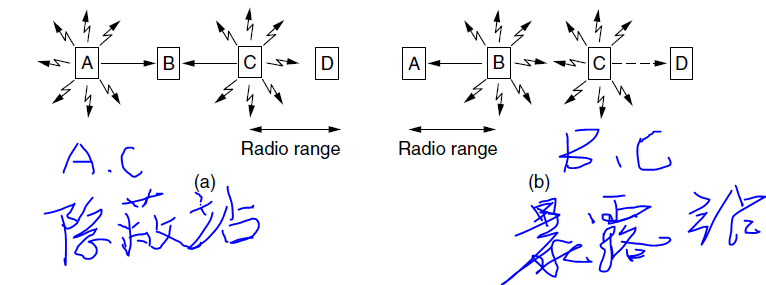 A B C D
A B C D
Radio range
Radio range
A.C
B、C
(a)
(b)
隐蔽站
暴露站